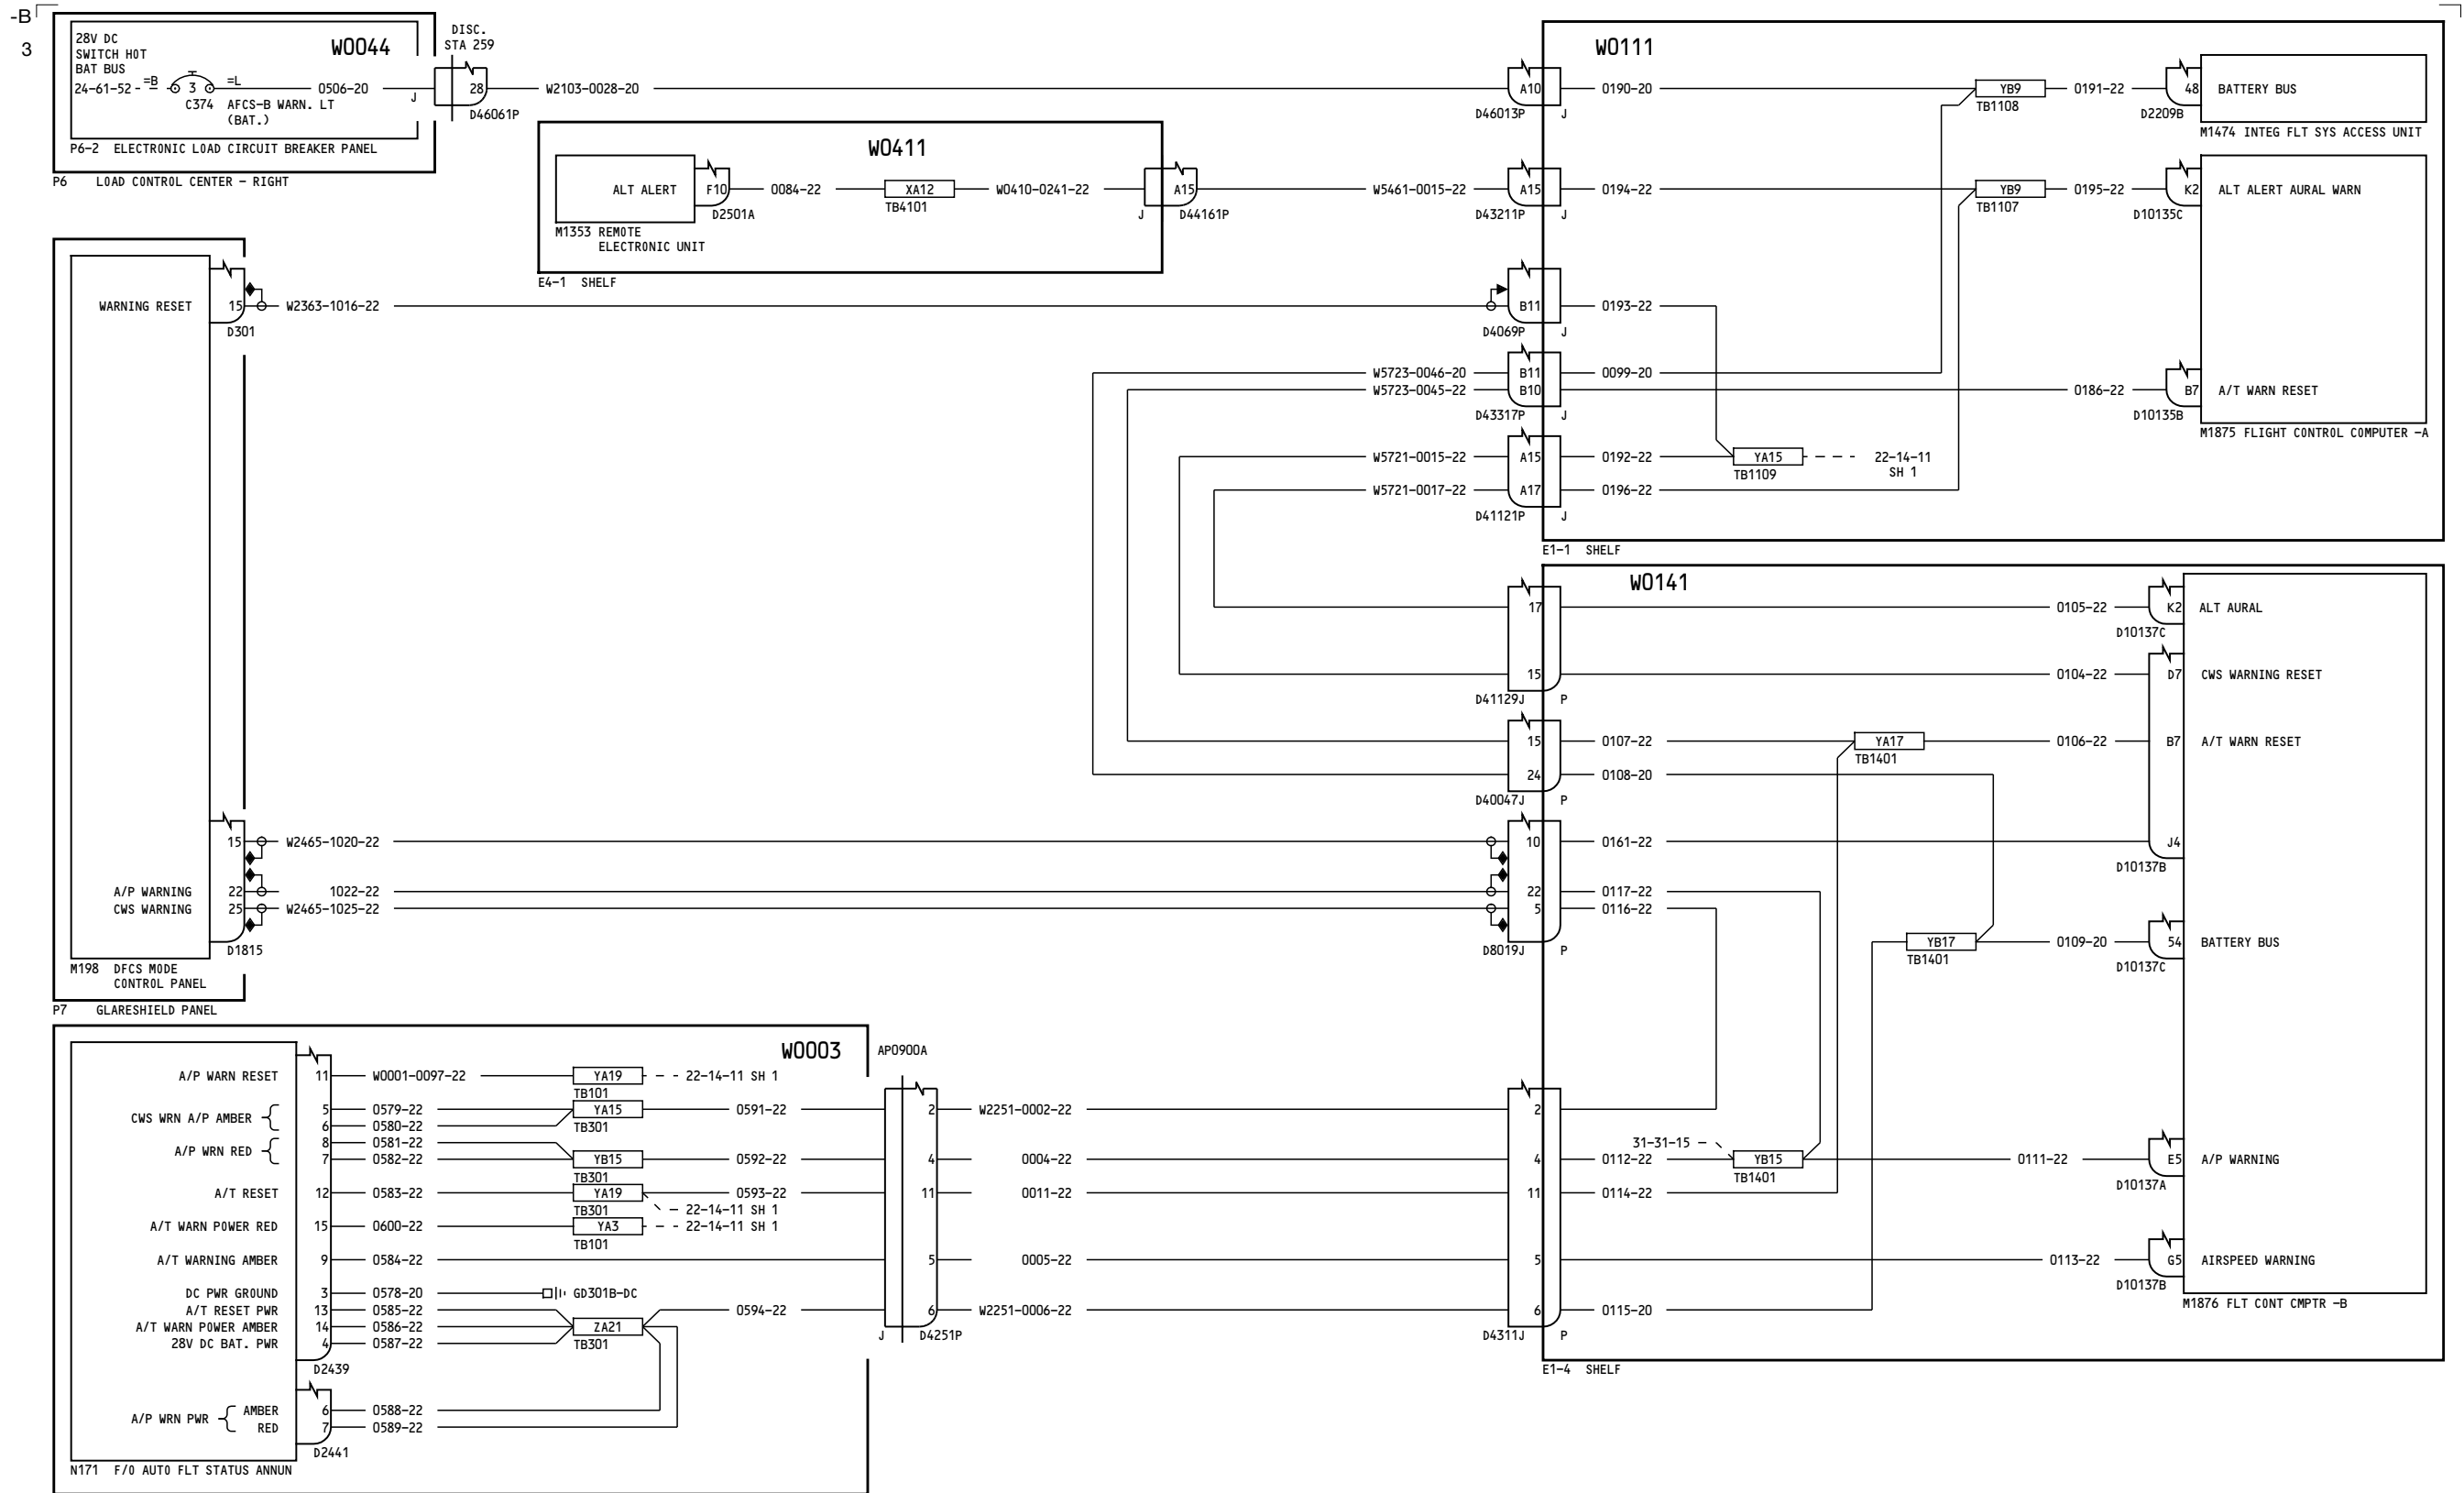 -B
3
28V DC
SWITCH HOT
BAT BUS
24-61-52
=B
3
=L
C374 AFCS-B WARN. LT
(BAT.)
0506-20
W0044
J
P6-2 ELECTRONIC LOAD CIRCUIT BREAKER PANEL
P6 LOAD CONTROL CENTER - RIGHT
DISC.
STA 259
28
D46061P
W2103-0028-20
A10
D46013P
J
W0111
0190-20
YB9
TB1108
0191-22
48
D2209B
BATTERY BUS
M1474 INTEG FLT SYS ACCESS UNIT
W0411
ALT ALERT
F10
D2501A
0084-22
XA12
TB4101
W0410-0241-22
J
A15
D44161P
M1353 REMOTE
ELECTRONIC UNIT
E4-1 SHELF
W5461-0015-22
A15
D43211P
J
0194-22
YB9
TB1107
0195-22
K2
D10135C
ALT ALERT AURAL WARN
WARNING RESET
15
D301
W2363-1016-22
B11
D4069P
J
0193-22
W5723-0046-20
B11
0099-20
W5723-0045-22
B10
D43317P
J
0186-22
B7
D10135B
A/T WARN RESET
M1875 FLIGHT CONTROL COMPUTER -A
W5721-0015-22
A15
0192-22
YA15
TB1109
22-14-11
SH 1
W5721-0017-22
A17
D41121P
J
0196-22
E1-1 SHELF
W0141
17
0105-22
K2
D10137C
ALT AURAL
15
D41129J
P
0104-22
D7
CWS WARNING RESET
15
0107-22
YA17
TB1401
0106-22
B7
A/T WARN RESET
24
D40047J
P
0108-20
15
W2465-1020-22
10
0161-22
J4
D10137B
A/P WARNING
22
1022-22
22
0117-22
CWS WARNING
25
D1815
W2465-1025-22
5
D8019J
P
0116-22
YB17
TB1401
0109-20
54
D10137C
BATTERY BUS
M198 DFCS MODE
CONTROL PANEL
P7 GLARESHIELD PANEL
W0003
AP0900A
A/P WARN RESET
11
W0001-0097-22
YA19
TB101
22-14-11 SH 1
CWS WRN A/P AMBER
5
0579-22
YA15
TB301
0591-22
2
W2251-0002-22
2
6
0580-22
A/P WRN RED
8
0581-22
7
0582-22
YB15
TB301
0592-22
4
0004-22
4
0112-22
31-31-15
YB15
TB1401
0111-22
E5
D10137A
A/P WARNING
A/T RESET
12
0583-22
YA19
TB301
0593-22
22-14-11 SH 1
11
0011-22
11
0114-22
A/T WARN POWER RED
15
0600-22
YA3
TB101
22-14-11 SH 1
A/T WARNING AMBER
9
0584-22
5
0005-22
5
0113-22
G5
D10137B
AIRSPEED WARNING
DC PWR GROUND
3
0578-20
GD301B-DC
A/T RESET PWR
13
0585-22
0594-22
6
W2251-0006-22
6
0115-20
A/T WARN POWER AMBER
14
0586-22
ZA21
TB301
J
D4251P
D4311J
P
28V DC BAT. PWR
4
0587-22
D2439
M1876 FLT CONT CMPTR -B
E1-4 SHELF
A/P WRN PWR
AMBER
6
0588-22
RED
7
0589-22
D2441
N171 F/O AUTO FLT STATUS ANNUN